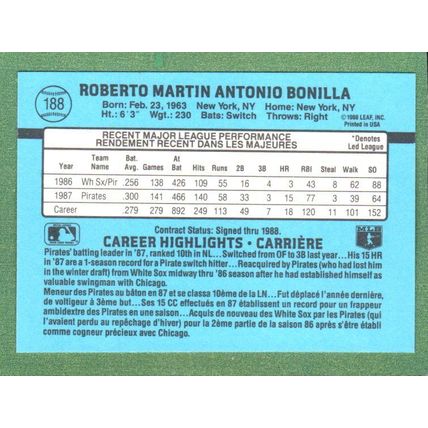 188
ROBERTO MARTIN ANTONIO BONILLA
Born: Feb. 23, 1963 New York, NY Home: New York, NY
Ht.: 6'3" Wgt.: 230 Bats: Switch Throws: Right
©1988 LEAF, INC.
Printed in USA
RECENT MAJOR LEAGUE PERFORMANCE
RENDEMENT RECENT DANS LES MAJEURES
*Denotes
Led League
Year Team Name Bat. Avg. Games At Bat Hits Runs 2B 3B HR RBI Steal Walk SO
1986 Wh Sx/Pir .256 138 426 109 55 16 4 3 43 8 62 88
1987 Pirates .300 141 466 140 58 33 3 15 77 3 39 64
Career .279 279 892 249 113 49 7 18 120 11 101 152
Contract Status: Signed thru 1988.
CAREER HIGHLIGHTS • CARRIÈRE
Pirates' batting leader in '87, ranked 10th in NL...Switched from OF to 3B last year...His 15 HR
in '87 are a 1-season record for a Pirate switch-hitter...Reacquired by Pirates (who had lost him
in the winter draft) from White Sox midway thru '86 season after he established himself as
valuable swingman with Chicago.
Meneur des Pirates au bâton en 87 et se classa 10ème de la LN...Fut déplacé l'année dernière,
de voltigeur à 3ème but...Ses 15 CC effectués en 87 établissent un record pour un frappeur
ambidextre des Pirates en une saison...Acquis de nouveau des White Sox par les Pirates (qui
l'avaient perdu au repêchage d'hiver) pour la 2ème partie de la saison 86 après s'être établi
comme cogneur précieux avec Chicago.